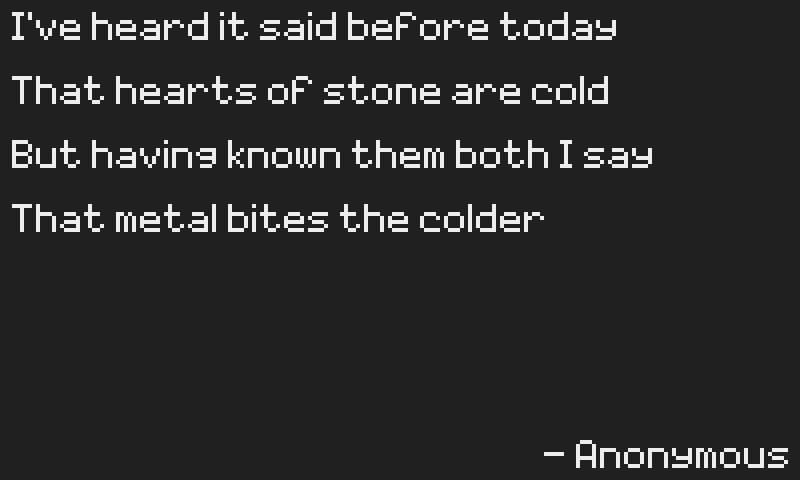 I've heard it said before today
That hearts of stone are cold
But having known them both I say
That metal bites the colder
- Anonymous